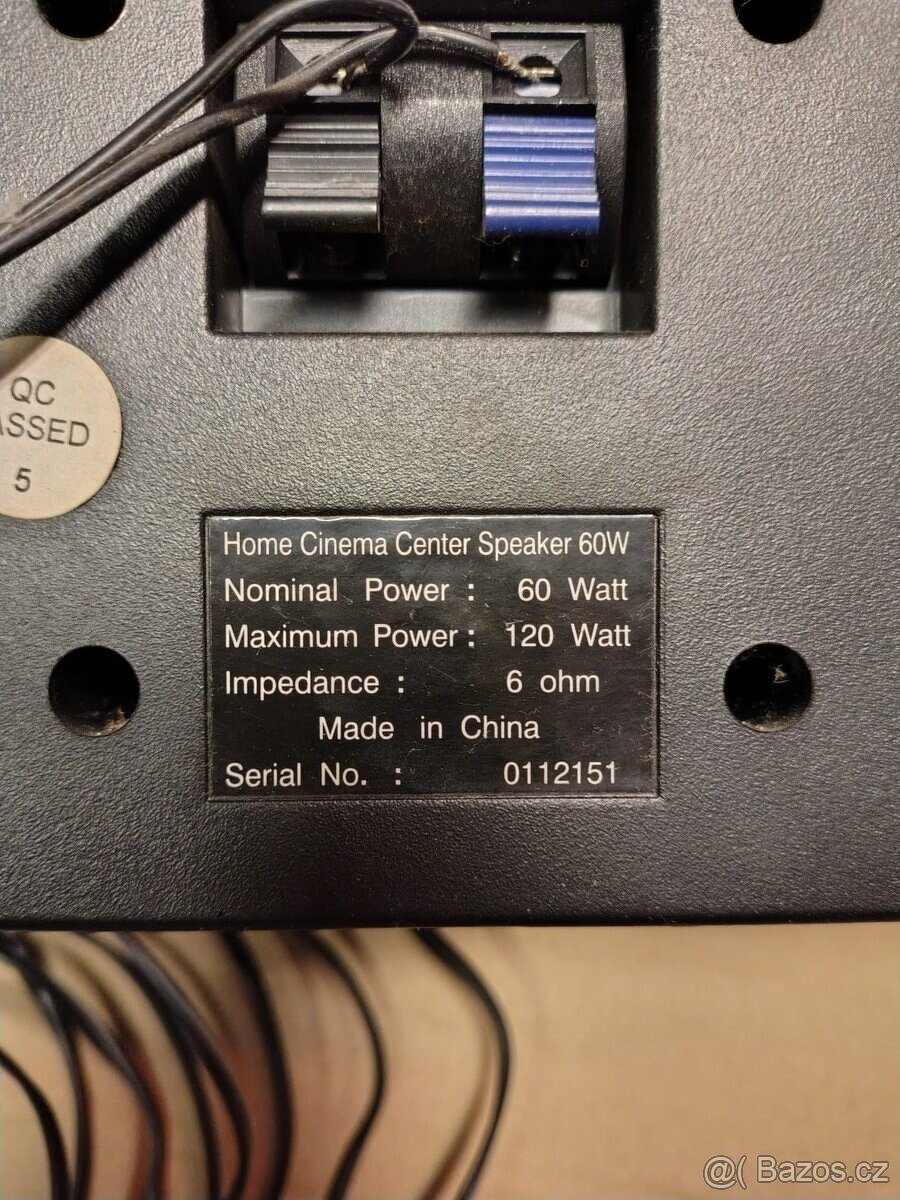 QC
ASSED
5
Home Cinema Center Speaker 60W
Nominal Power : 60 Watt
Maximum Power : 120 Watt
Impedance : 6 ohm
Made in China
Serial No. : 0112151
@( Bazos.cz